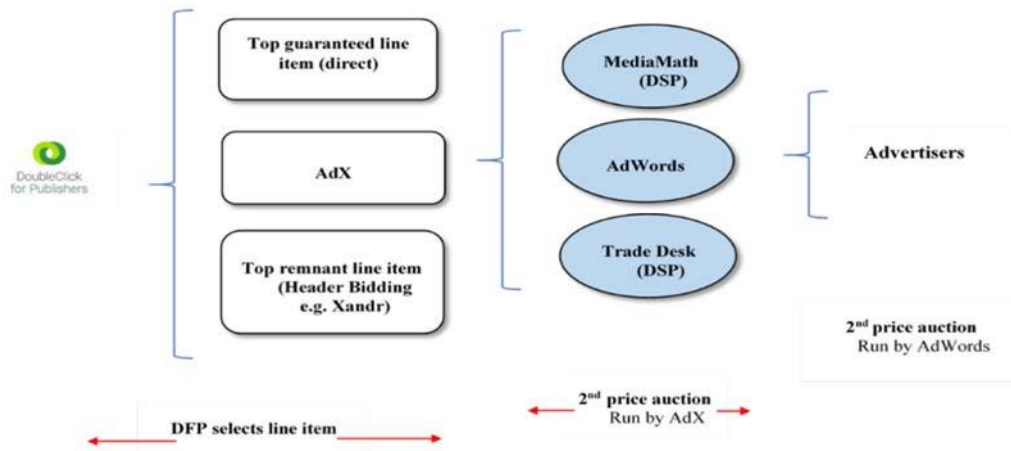 DoubleClick
for Publishers
Top guaranteed line
item (direct)
AdX
Top remnant line item
(Header Bidding
e.g. Xandr)
MediaMath
(DSP)
AdWords
Trade Desk
(DSP)
Advertisers
2nd price auction
Run by AdWords
2nd price auction
Run by AdX
DFP selects line item